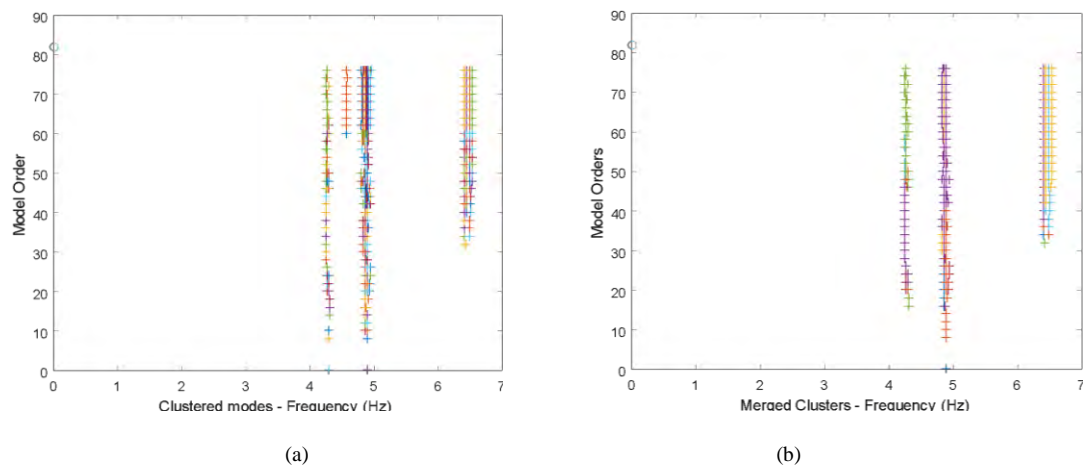 90
80
70
60
50
40
30
20
10
0
Model Order
0 1 2 3 4 5 6 7
Clustered modes - Frequency (Hz)
(a)
90
80
70
60
50
40
30
20
10
0
Model Orders
0 1 2 3 4 5 6 7
Merged Clusters - Frequency (Hz)
(b)